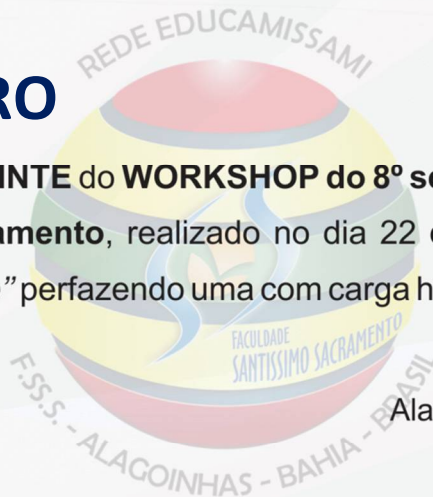 REDE EDUCAMISSAMI
RO
INTE do WORKSHOP do 8º se
amento, realizado no dia 22
” perfazendo uma com carga h
FACULDADE
SANTISSIMO SACRAMENTO
Ala
F.SS.S. - ALAGOINHAS - BAHIA - BRASIL